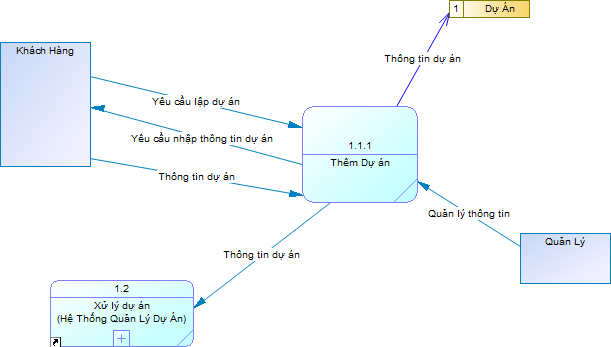 1 Dự Án
Khách Hàng
Thông tin dự án
Yêu cầu lập dự án
Yêu cầu nhập thông tin dự án
1.1.1
Thêm Dự án
Thông tin dự án
Quản lý thông tin
Quản Lý
Thông tin dự án
1.2
Xử lý dự án
(Hệ Thống Quản Lý Dự Án)